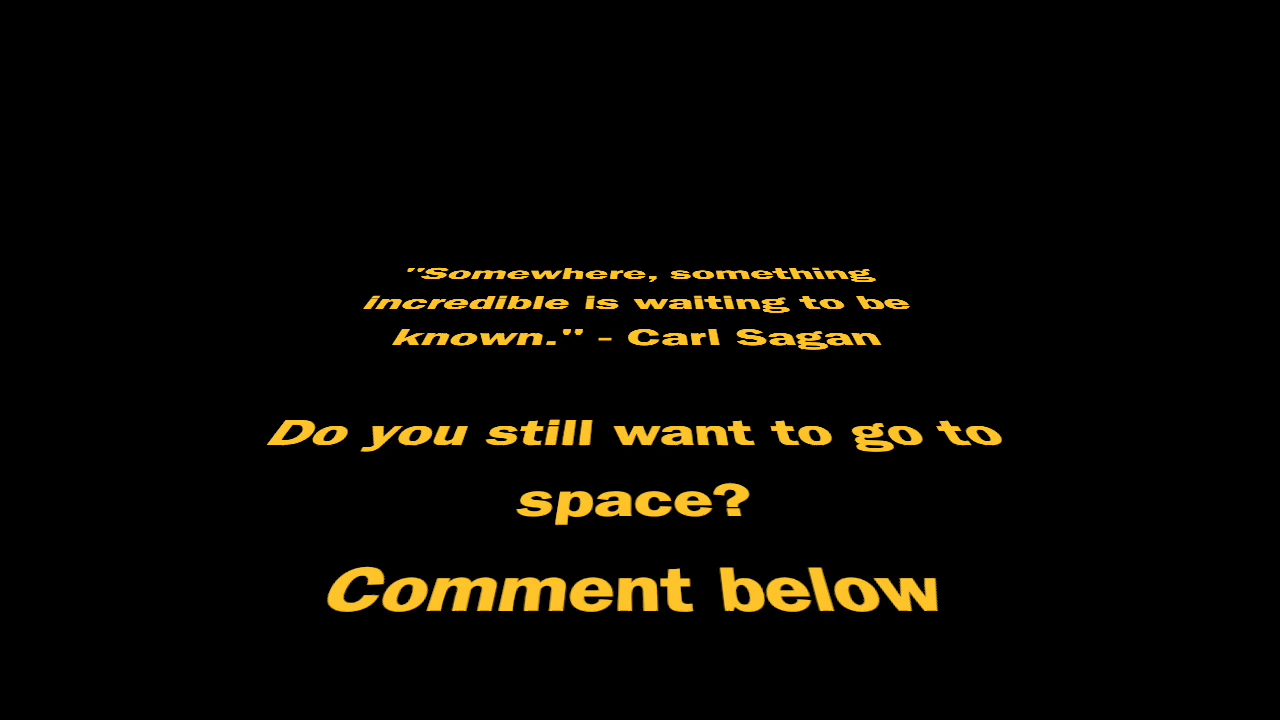 "Somewhere, something
incredible is waiting to be
known." - Carl Sagan
Do you still want to go to
space?
Comment below